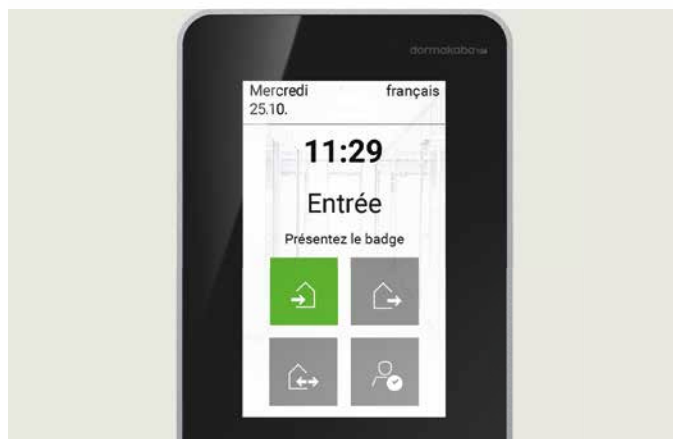 dormakaba
Mercredi français
25.10.
11:29
Entrée
Présentez le badge